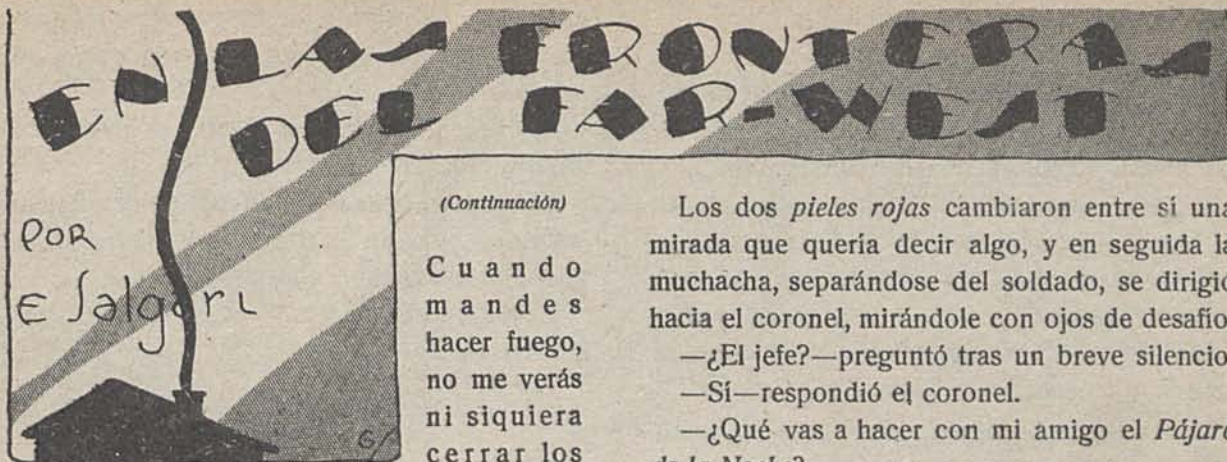 EN LAS FRONTERAS
DEL FAR-WEST
POR
E Salgari
(Continuación)
Cuando
mandes
hacer fuego,
no me verás
ni siquiera
cerrar los
Los dos pieles rojas cambiaron entre sí una
mirada que quería decir algo, y en seguida la
muchacha, separándose del soldado, se dirigió
hacia el coronel, mirándole con ojos de desafío
—¿El jefe?—preguntó tras un breve silencio
—Sí—respondió el coronel.
—¿Qué vas a hacer con mi amigo el Pájaro